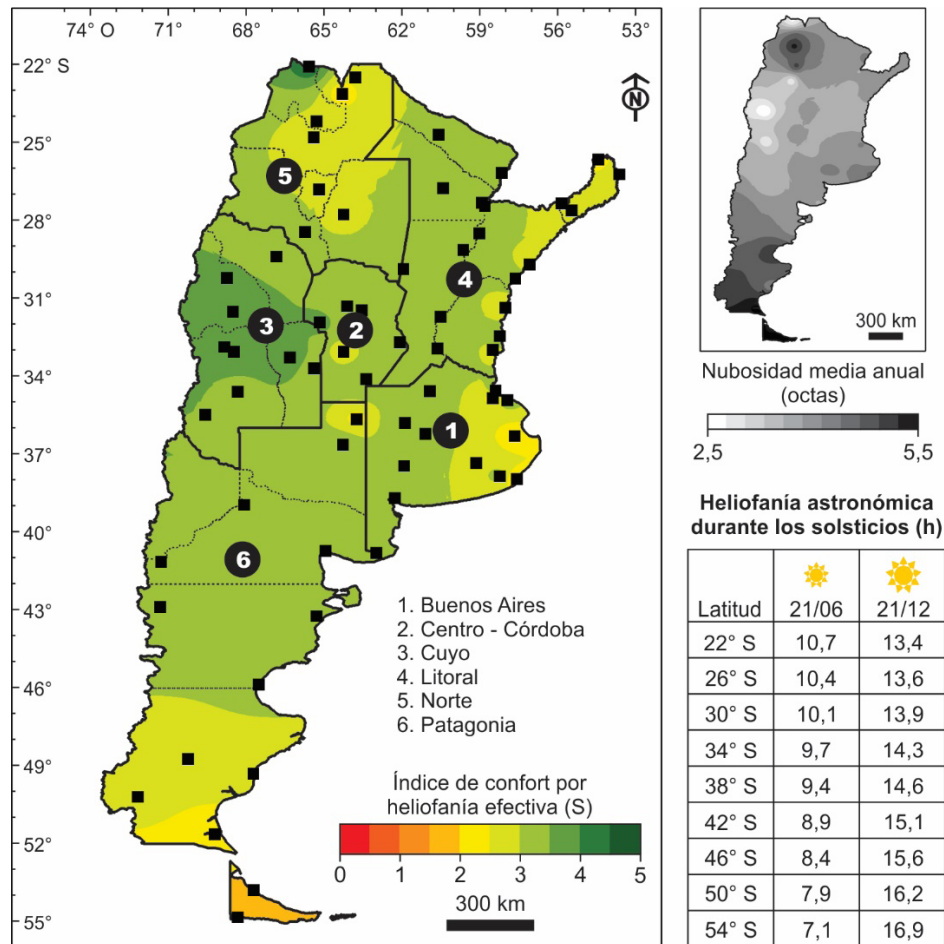 74° O 71° 68° 65° 62° 59° 56° 53°
22° S
25°
28°
31°
34°
37°
40°
43°
46°
49°
52°
55°
N
5
4
3
2
1
6
1. Buenos Aires
2. Centro - Córdoba
3. Cuyo
4. Litoral
5. Norte
6. Patagonia
Índice de confort por
heliofanía efectiva (S)
0 1 2 3 4 5
300 km
300 km
Nubosidad media anual
(octas)
2,5 5,5
Heliofanía astronómica
durante los solsticios (h)
Latitud 21/06 21/12
22° S 10,7 13,4
26° S 10,4 13,6
30° S 10,1 13,9
34° S 9,7 14,3
38° S 9,4 14,6
42° S 8,9 15,1
46° S 8,4 15,6
50° S 7,9 16,2
54° S 7,1 16,9